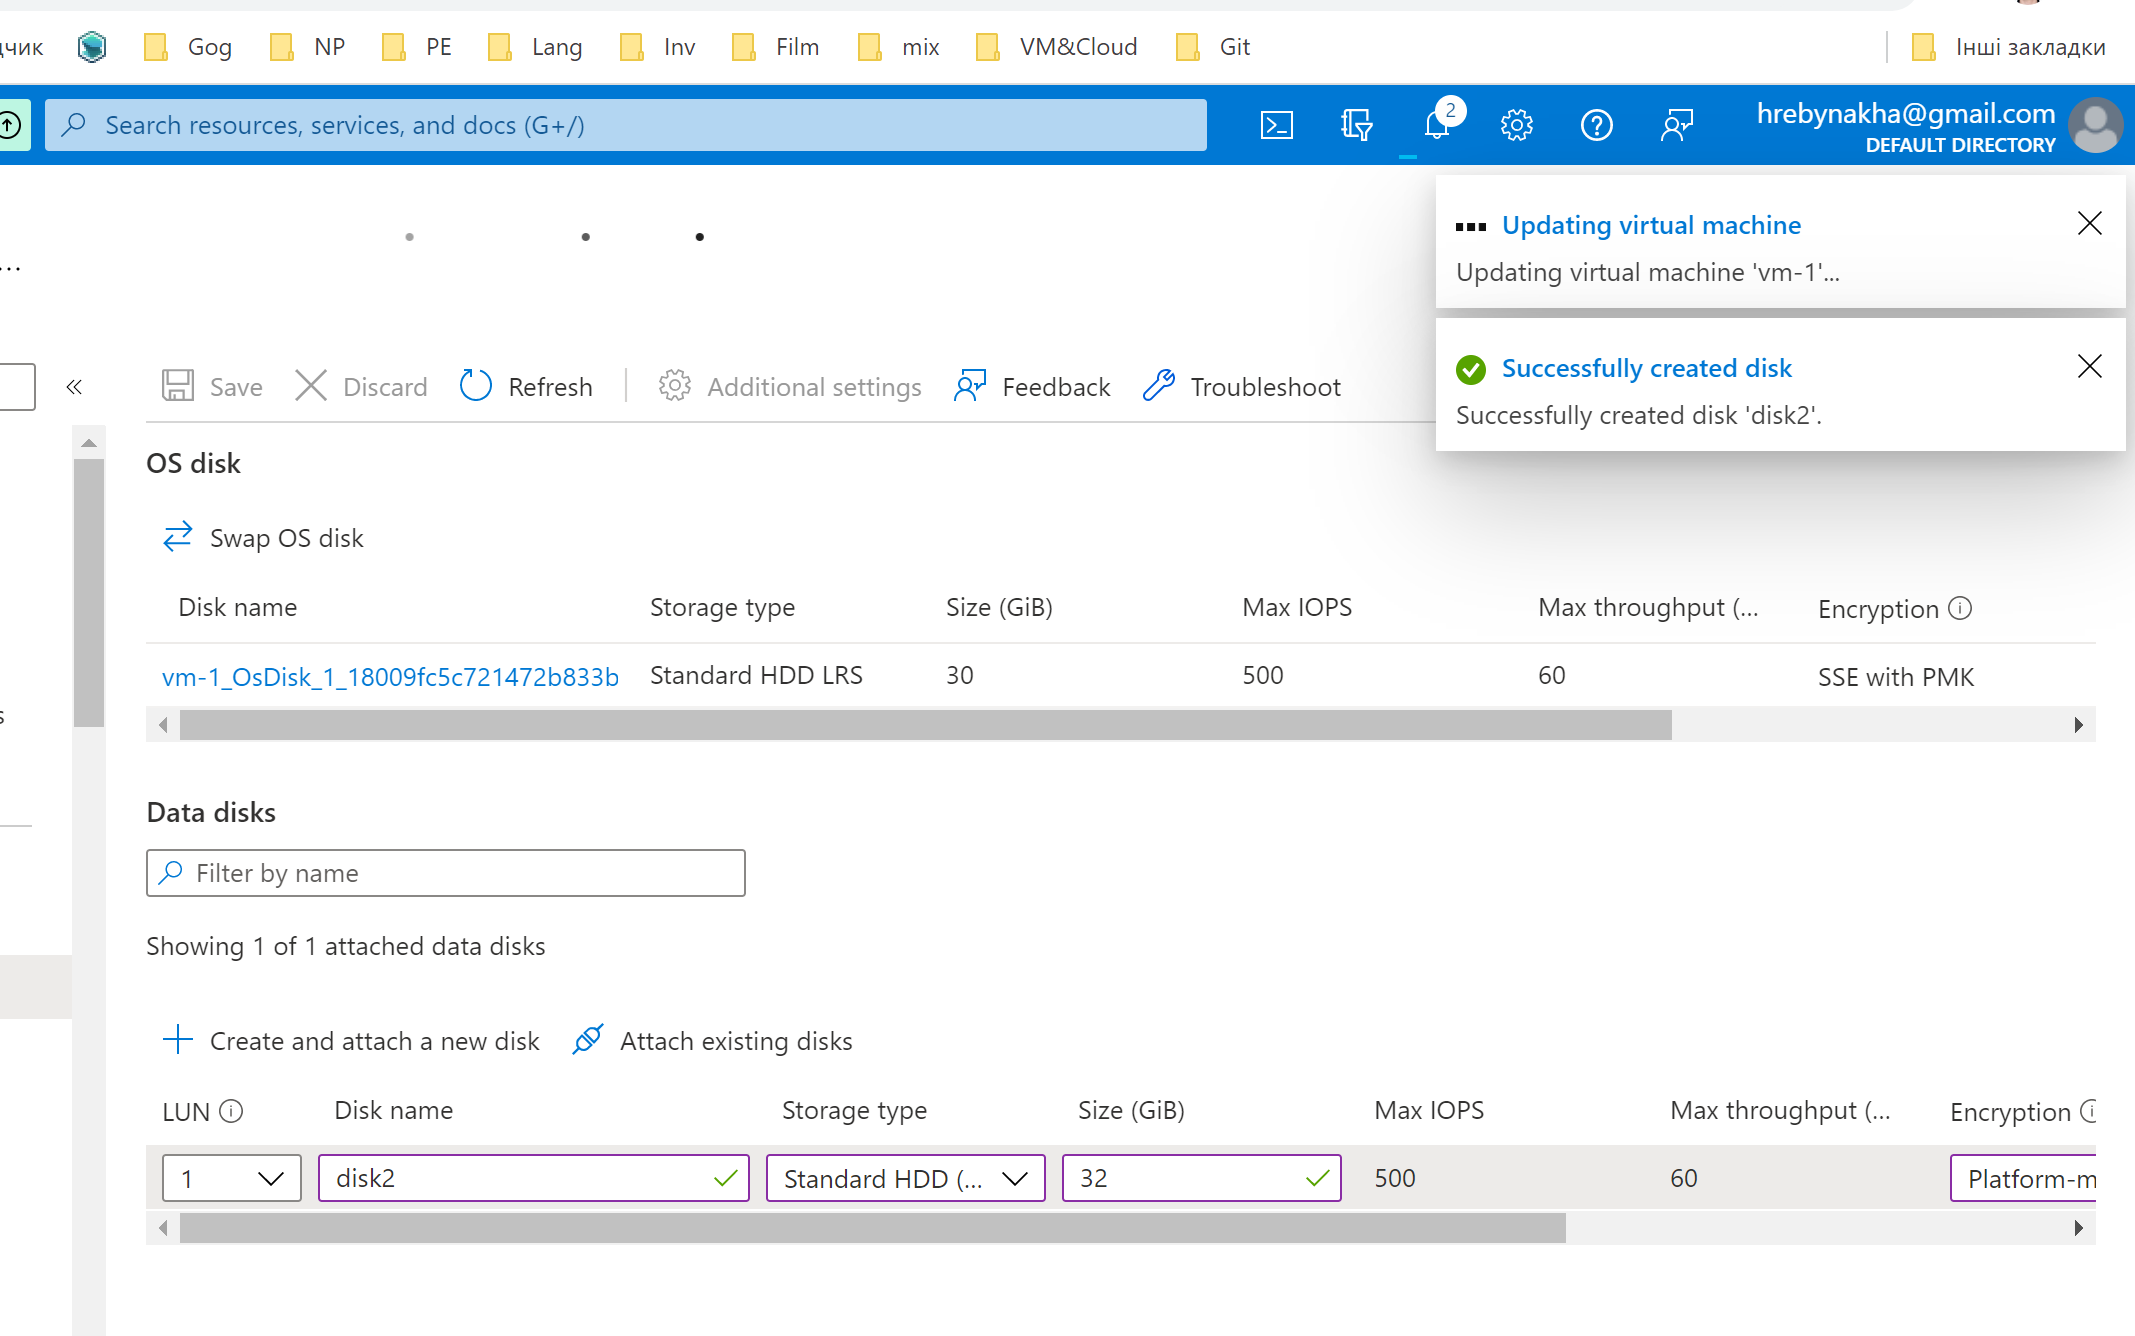 Gog NP PE Lang Inv Film mix VM&Cloud Git Інші закладки
Search resources, services, and docs (G+/)
2
hrebynakha@gmail.com
DEFAULT DIRECTORY
Updating virtual machine
Updating virtual machine 'vm-1'...
Successfully created disk
Successfully created disk 'disk2'.
Save Discard Refresh Additional settings Feedback Troubleshoot
OS disk
Swap OS disk
Disk name Storage type Size (GiB) Max IOPS Max throughput (... Encryption
vm-1_OsDisk_1_18009fc5c721472b833b Standard HDD LRS 30 500 60 SSE with PMK
Data disks
Filter by name
Showing 1 of 1 attached data disks
Create and attach a new disk Attach existing disks
LUN Disk name Storage type Size (GiB) Max IOPS Max throughput (... Encryption
1 disk2 Standard HDD (... 32 500 60 Platform-m